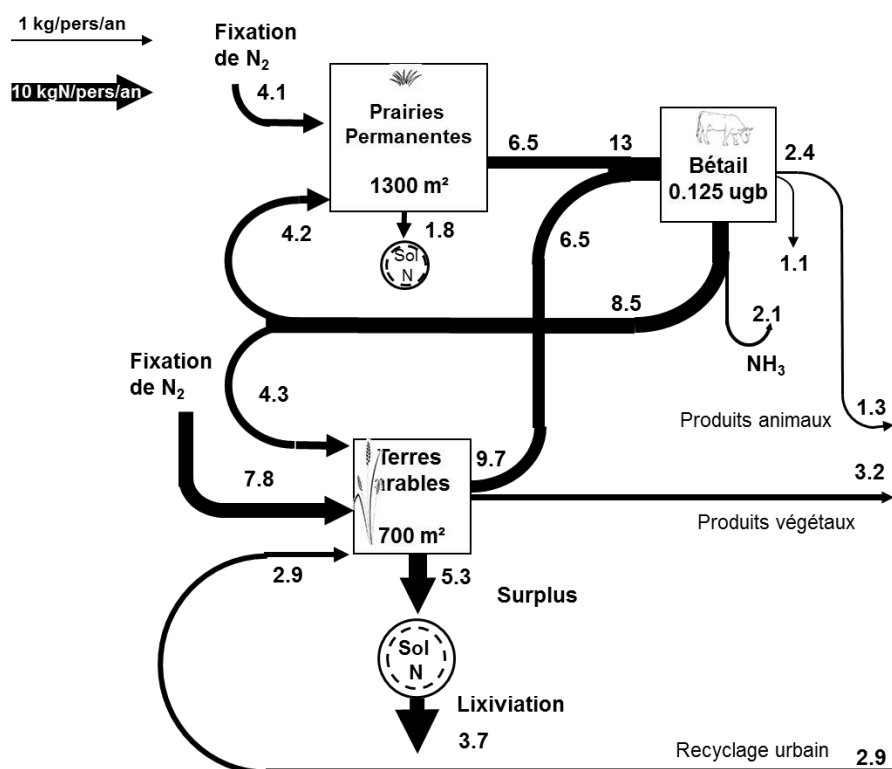 1 kg/pers/an
10 kgN/pers/an
Fixation
de N₂
4.1
Prairies
Permanentes
1300 m²
6.5
13
Bétail
0.125 ugb
2.4
4.2
1.8
Sol
N
6.5
1.1
8.5
2.1
NH₃
Fixation
de N₂
4.3
1.3
Produits animaux
7.8
Terres
arables
700 m²
9.7
3.2
Produits végétaux
2.9
5.3
Surplus
Sol
N
Lixiviation
3.7
Recyclage urbain
2.9